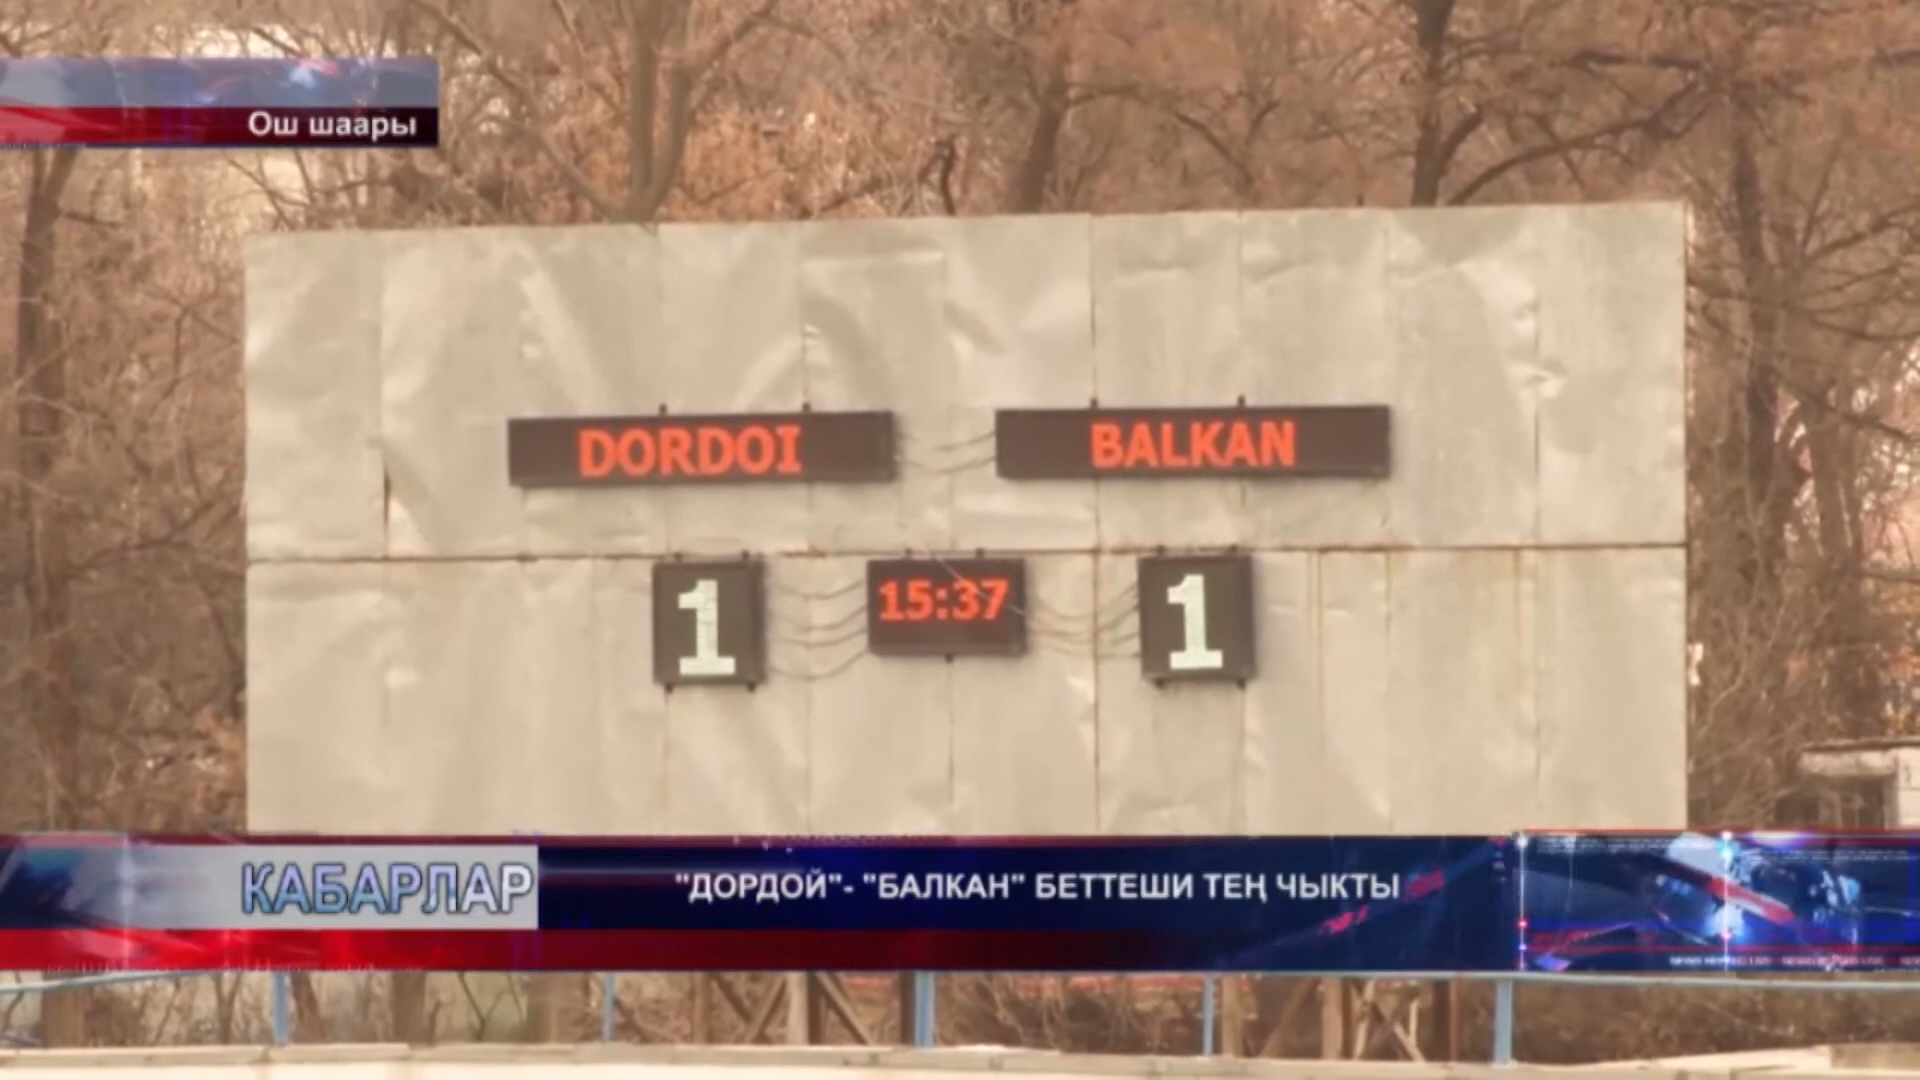 Ош шаары
DORDOI
BALKAN
1
15:37
1
КАБАРЛАР
"ДОРДОЙ"- "БАЛКАН" БЕТТЕШИ ТЕҢ ЧЫКТЫ